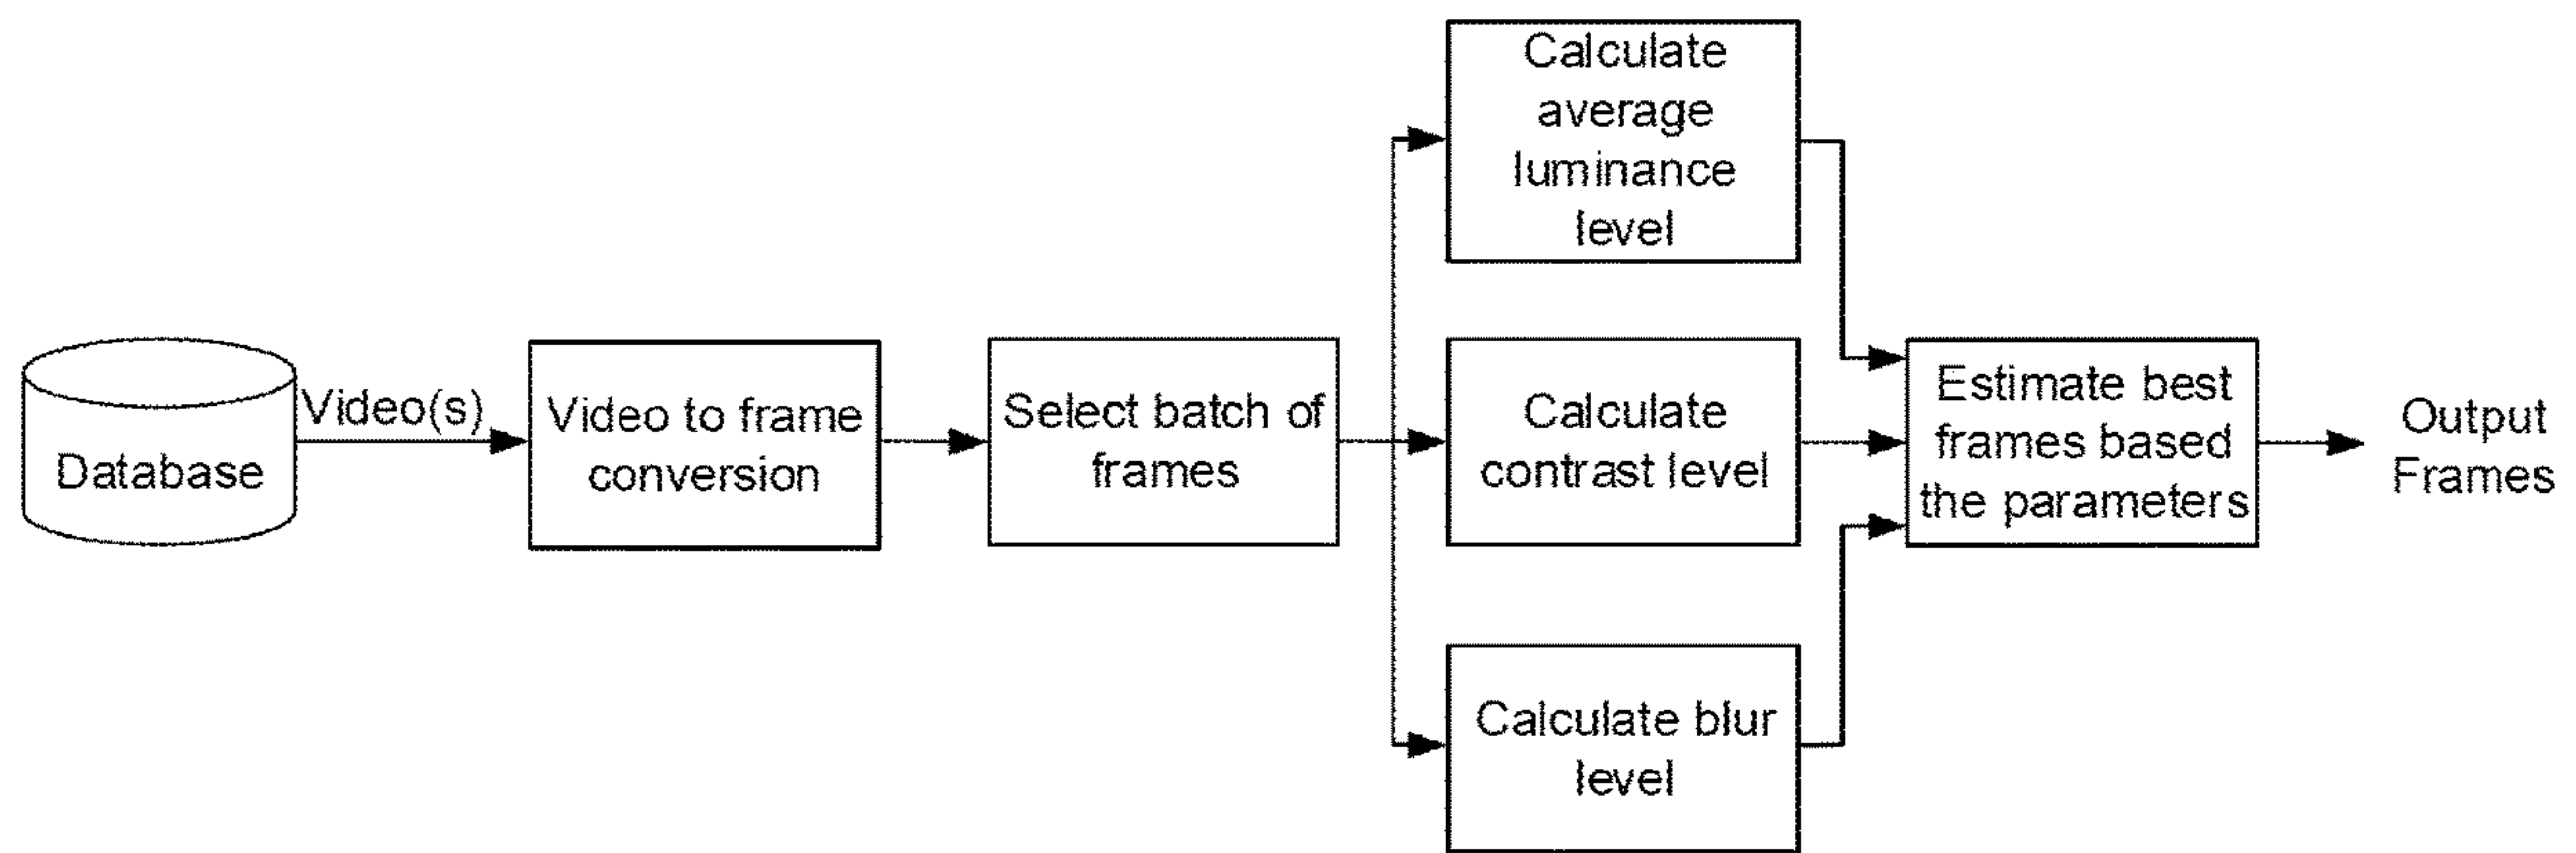 Database
Video(s)
Video to frame
conversion
Select batch of
frames
Calculate
average
luminance
level
Calculate
contrast level
Calculate blur
level
Estimate best
frames based
the parameters
Output
Frames